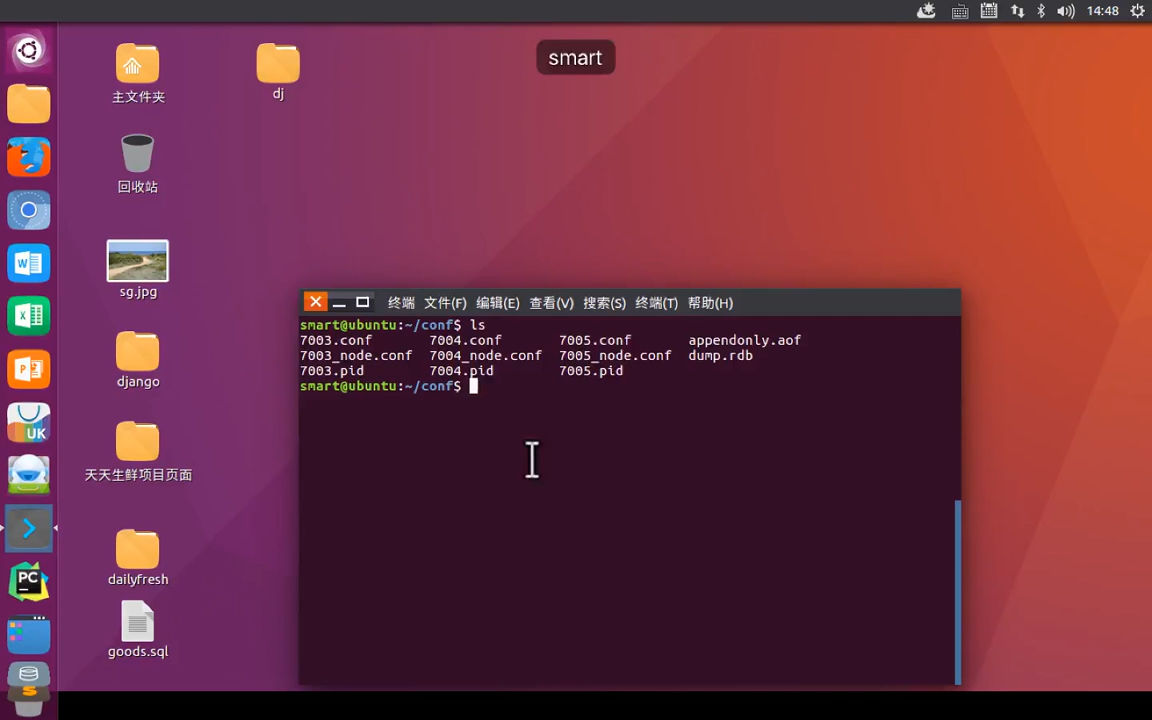 14:48
smart
主文件夹
dj
回收站
sg.jpg
django
天天生鲜项目页面
dailyfresh
goods.sql
W
X
P
UK
PC
S
终端 文件(F) 编辑(E) 查看(V) 搜索(S) 终端(T) 帮助(H)
smart@ubuntu:~/conf$ ls
7003.conf 7004.conf 7005.conf appendonly.aof
7003_node.conf 7004_node.conf 7005_node.conf dump.rdb
7003.pid 7004.pid 7005.pid
smart@ubuntu:~/conf$